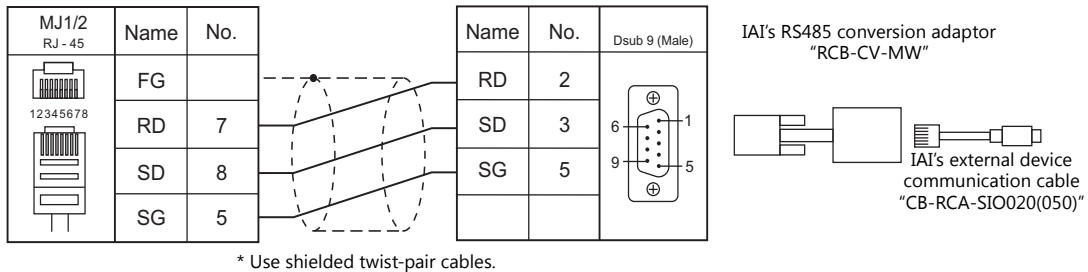 MJ1/2
RJ - 45
Name
No.
12345678
FG
RD
7
SD
8
SG
5
Name
No.
Dsub 9 (Male)
RD
2
SD
3
SG
5
6
1
9
5
IAI's RS485 conversion adaptor
"RCB-CV-MW"
IAI's external device
communication cable
"CB-RCA-SIO020(050)"
* Use shielded twist-pair cables.